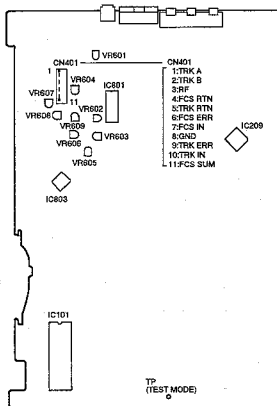 VR601
CN401
CN401
1
VR604
IC601
1:TRK A
2:TRK B
3:RF
4:FCS RTN
5:TRK RTN
6:FCS ERR
7:FCS IN
8:GND
9:TRK ERR
10:TRK IN
11:FCS SUM
VR607
11
VR602
VR608
VR609
VR606
VR603
VR605
IC209
IC803
IC101
TP
(TEST MODE)